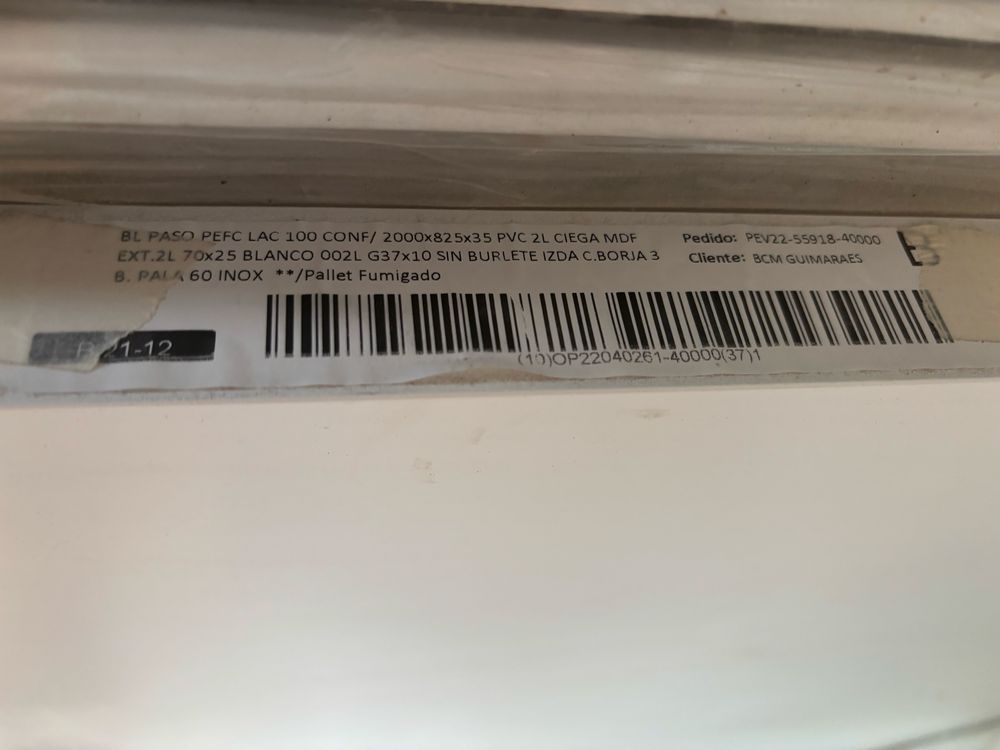 BL PASO PEFC LAC 100 CONF/ 2000x825x35 PVC 2L CIEGA MDF
EXT.2L 70x25 BLANCO 002L G37x10 SIN BURLETE IZDA C.BORJA 3
B. PALA 60 INOX **/Pallet Fumigado
Pedido: PEV22-55918-40000
Cliente: BCM GUIMARAES
(10)OP22040261-40000(37)1